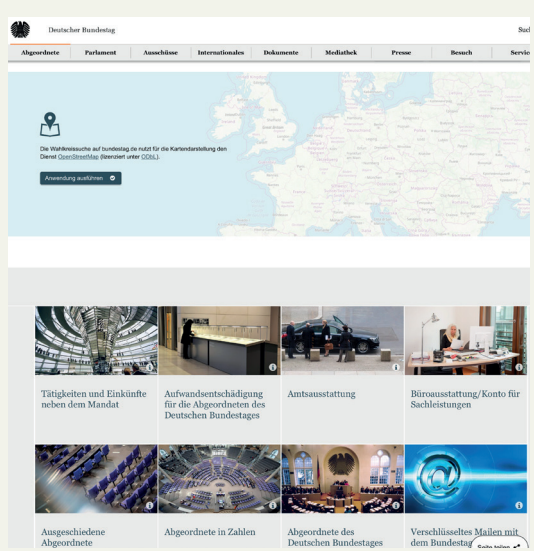 Deutscher Bundestag
Abgeordnete Parlament Ausschüsse Internationales Dokumente Mediathek Presse Besuch
Die Wahlkreissuche auf bundestag.de nutzt für die Kartendarstellung den
Dienst OpenStreetMap (lizenziert unter ODbL).
Anwendung ausführen
Tätigkeiten und Einkünfte
neben dem Mandat
Aufwandsentschädigung
für die Abgeordneten des
Deutschen Bundestages
Amtsausstattung
Büroausstattung/Konto für
Sachleistungen
Ausgeschiedene
Abgeordnete
Abgeordnete in Zahlen
Abgeordnete des
Deutschen Bundestages
Verschlüsseltes Mailen mit
dem
Seite teilen